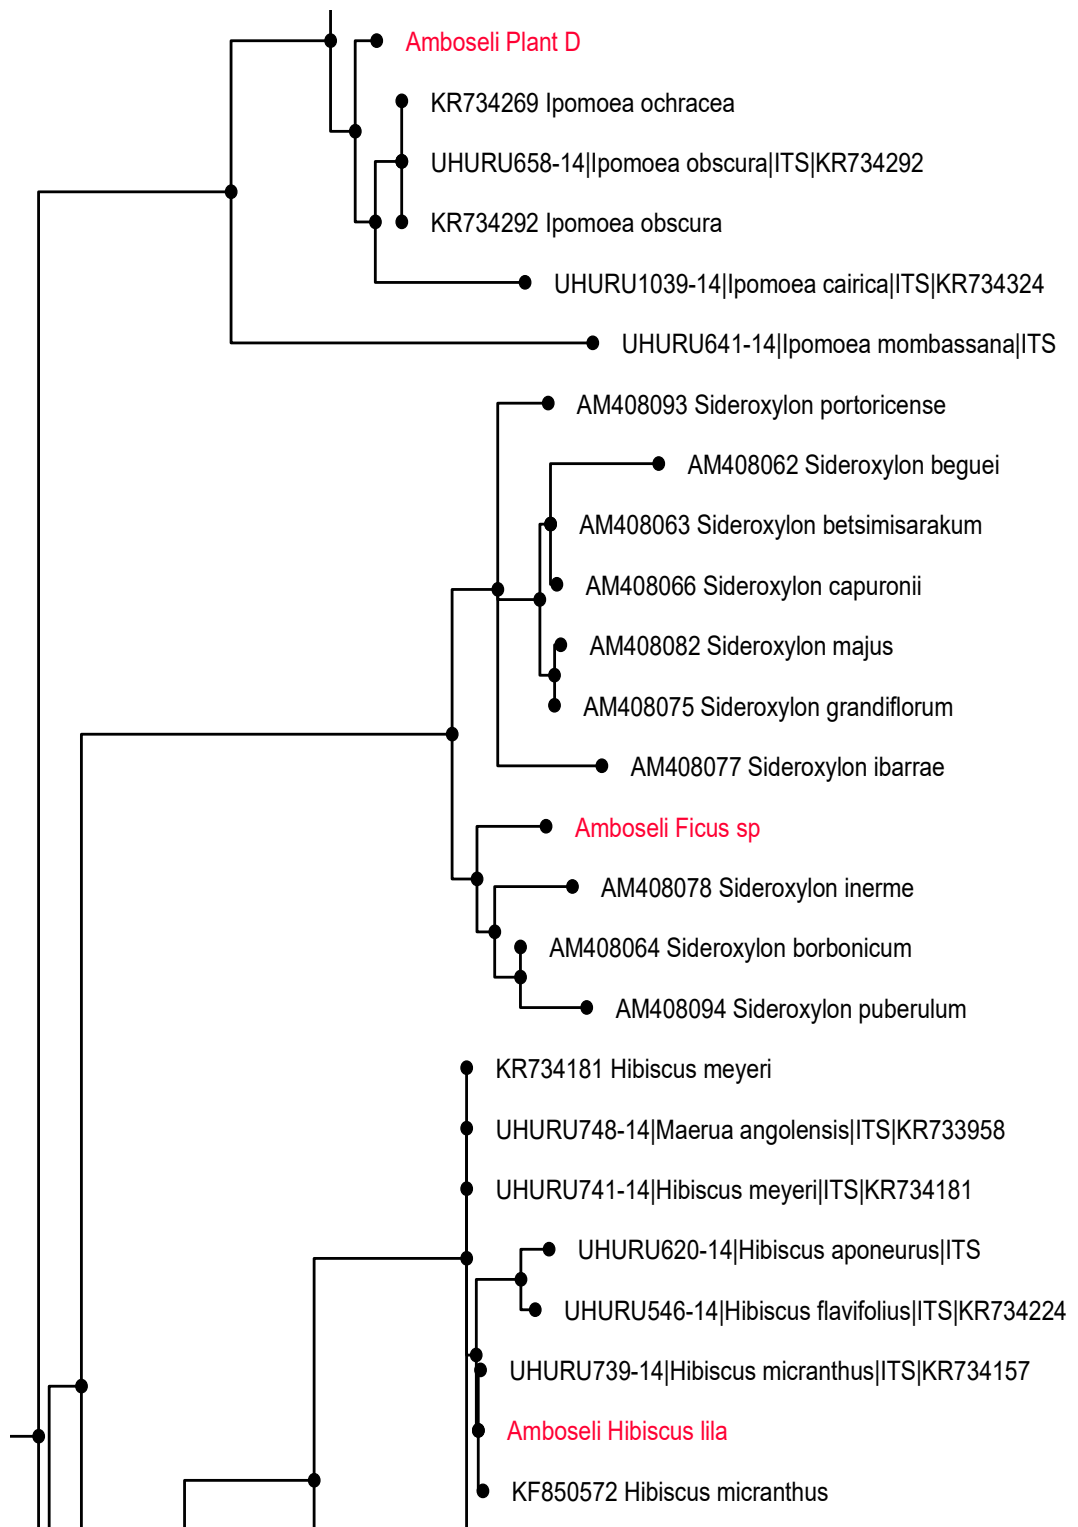 Amboseli Plant D
KR734269 Ipomoea ochracea
UHURU658-14|Ipomoea obscura|ITS|KR734292
KR734292 Ipomoea obscura
UHURU1039-14|Ipomoea cairica|ITS|KR734324
UHURU641-14|Ipomoea mombassana|ITS
AM408093 Sideroxylon portoricense
AM408062 Sideroxylon beguei
AM408063 Sideroxylon betsimisarakum
AM408066 Sideroxylon capuronii
AM408082 Sideroxylon majus
AM408075 Sideroxylon grandiflorum
AM408077 Sideroxylon ibarrae
Amboseli Ficus sp
AM408078 Sideroxylon inerme
AM408064 Sideroxylon borbonicum
AM408094 Sideroxylon puberulum
KR734181 Hibiscus meyeri
UHURU748-14|Maerua angolensis|ITS|KR733958
UHURU741-14|Hibiscus meyeri|ITS|KR734181
UHURU620-14|Hibiscus aponeurus|ITS
UHURU546-14|Hibiscus flavifolius|ITS|KR734224
UHURU739-14|Hibiscus micranthus|ITS|KR734157
Amboseli Hibiscus lila
KF850572 Hibiscus micranthus